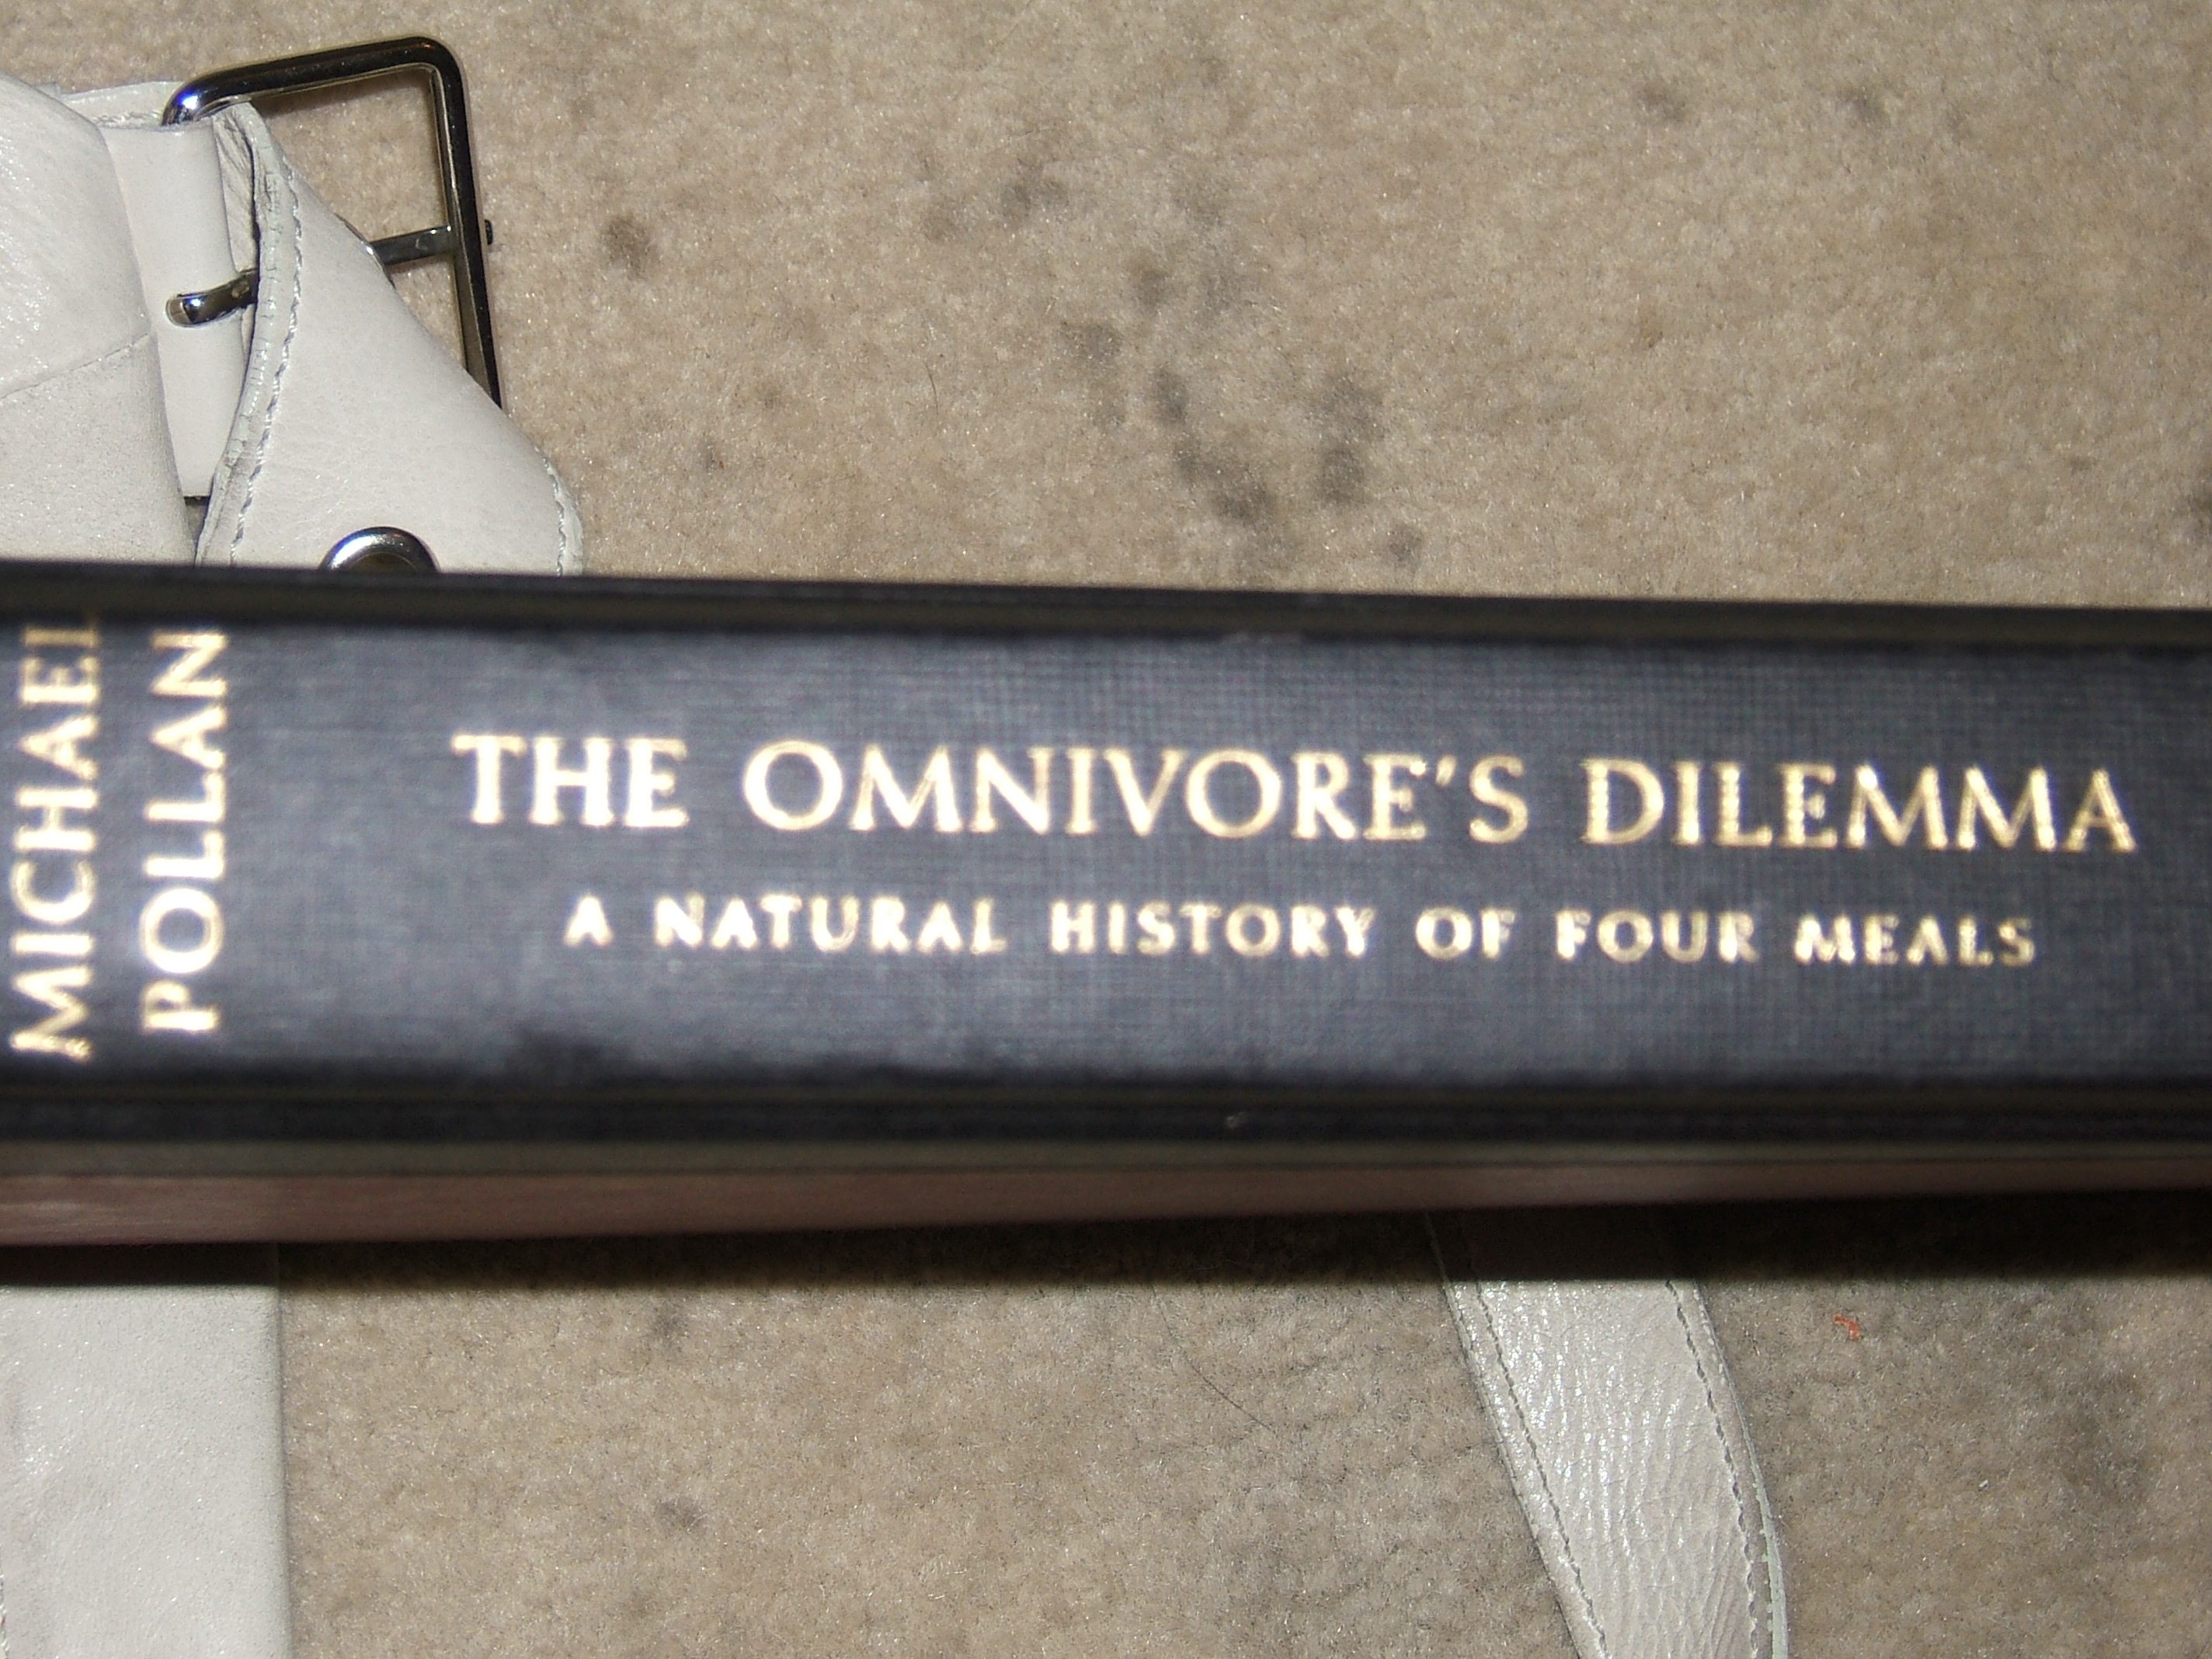 MICHAEL
POLLAN
THE OMNIVORE'S DILEMMA
A NATURAL HISTORY OF FOUR MEALS